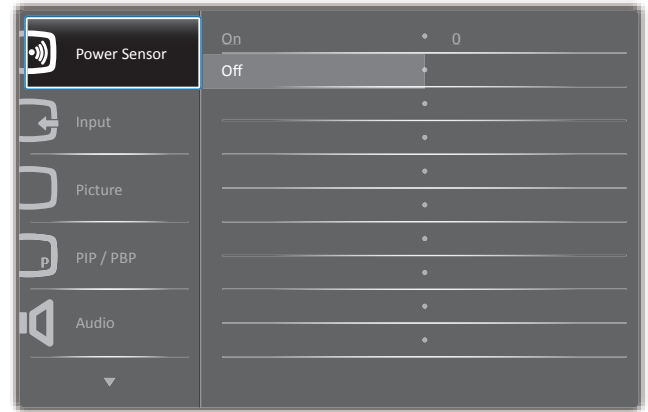 Power Sensor
On 0
Off
Input
Picture
P
PIP / PBP
Audio